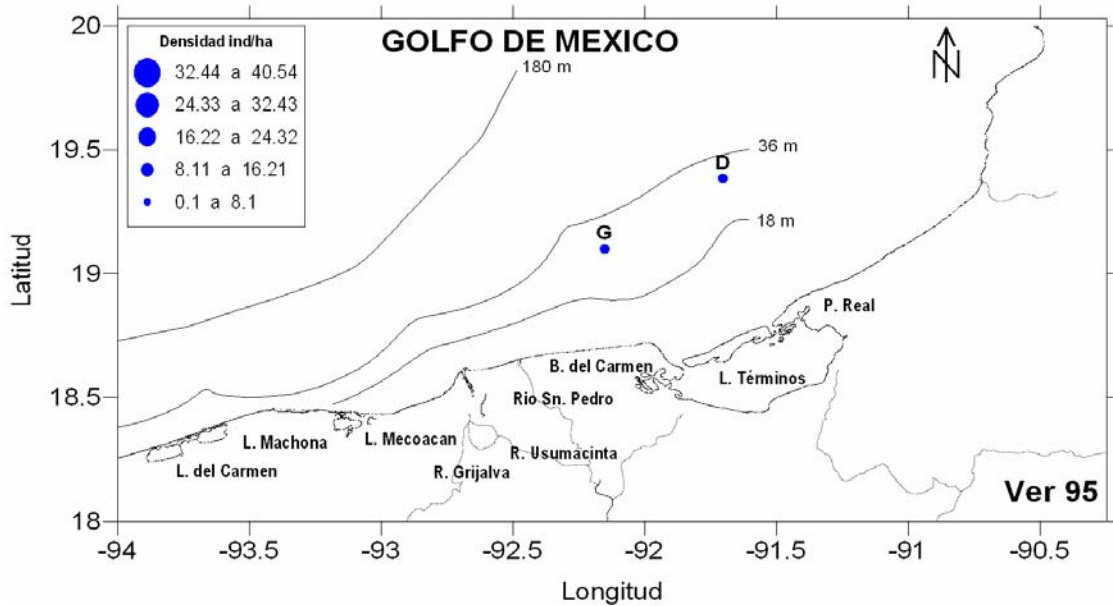 20
19.5
19
18.5
18
Latitud
Densidad ind/ha
32.44 a 40.54
24.33 a 32.43
16.22 a 24.32
8.11 a 16.21
0.1 a 8.1
GOLFO DE MEXICO
N
180 m
36 m
D
18 m
G
P. Real
B. del Carmen
L. Términos
Rio Sn. Pedro
L. Machona
L. Mecoacan
R. Usumacinta
L. del Carmen
R. Grijalva
Ver 95
-94
-93.5
-93
-92.5
-92
-91.5
-91
-90.5
Longitud